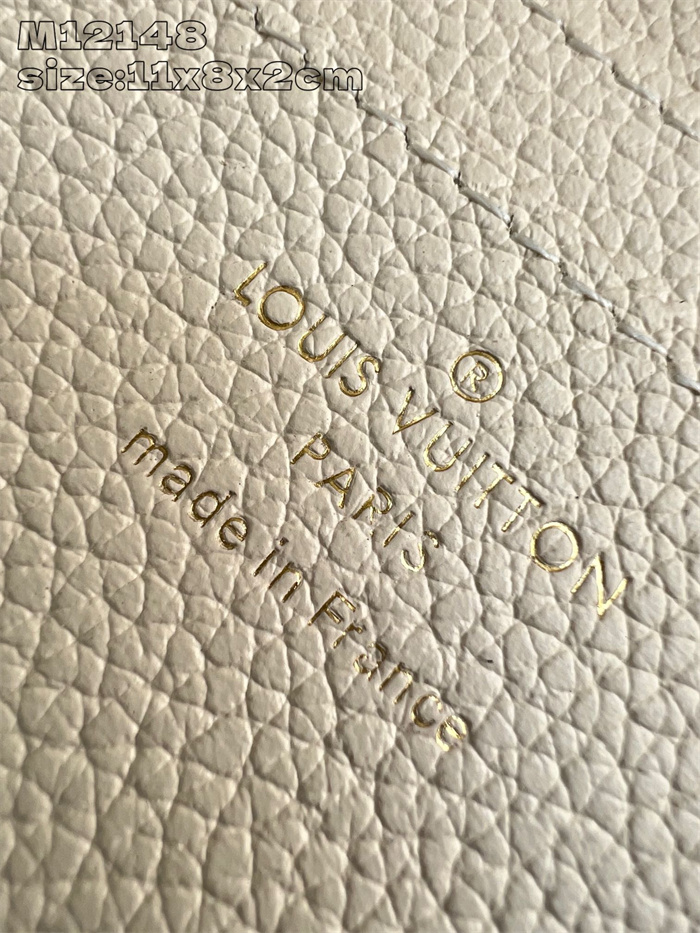 M12148
size:11x8x2cm
®
LOUIS VUITTON
PARIS
made in France